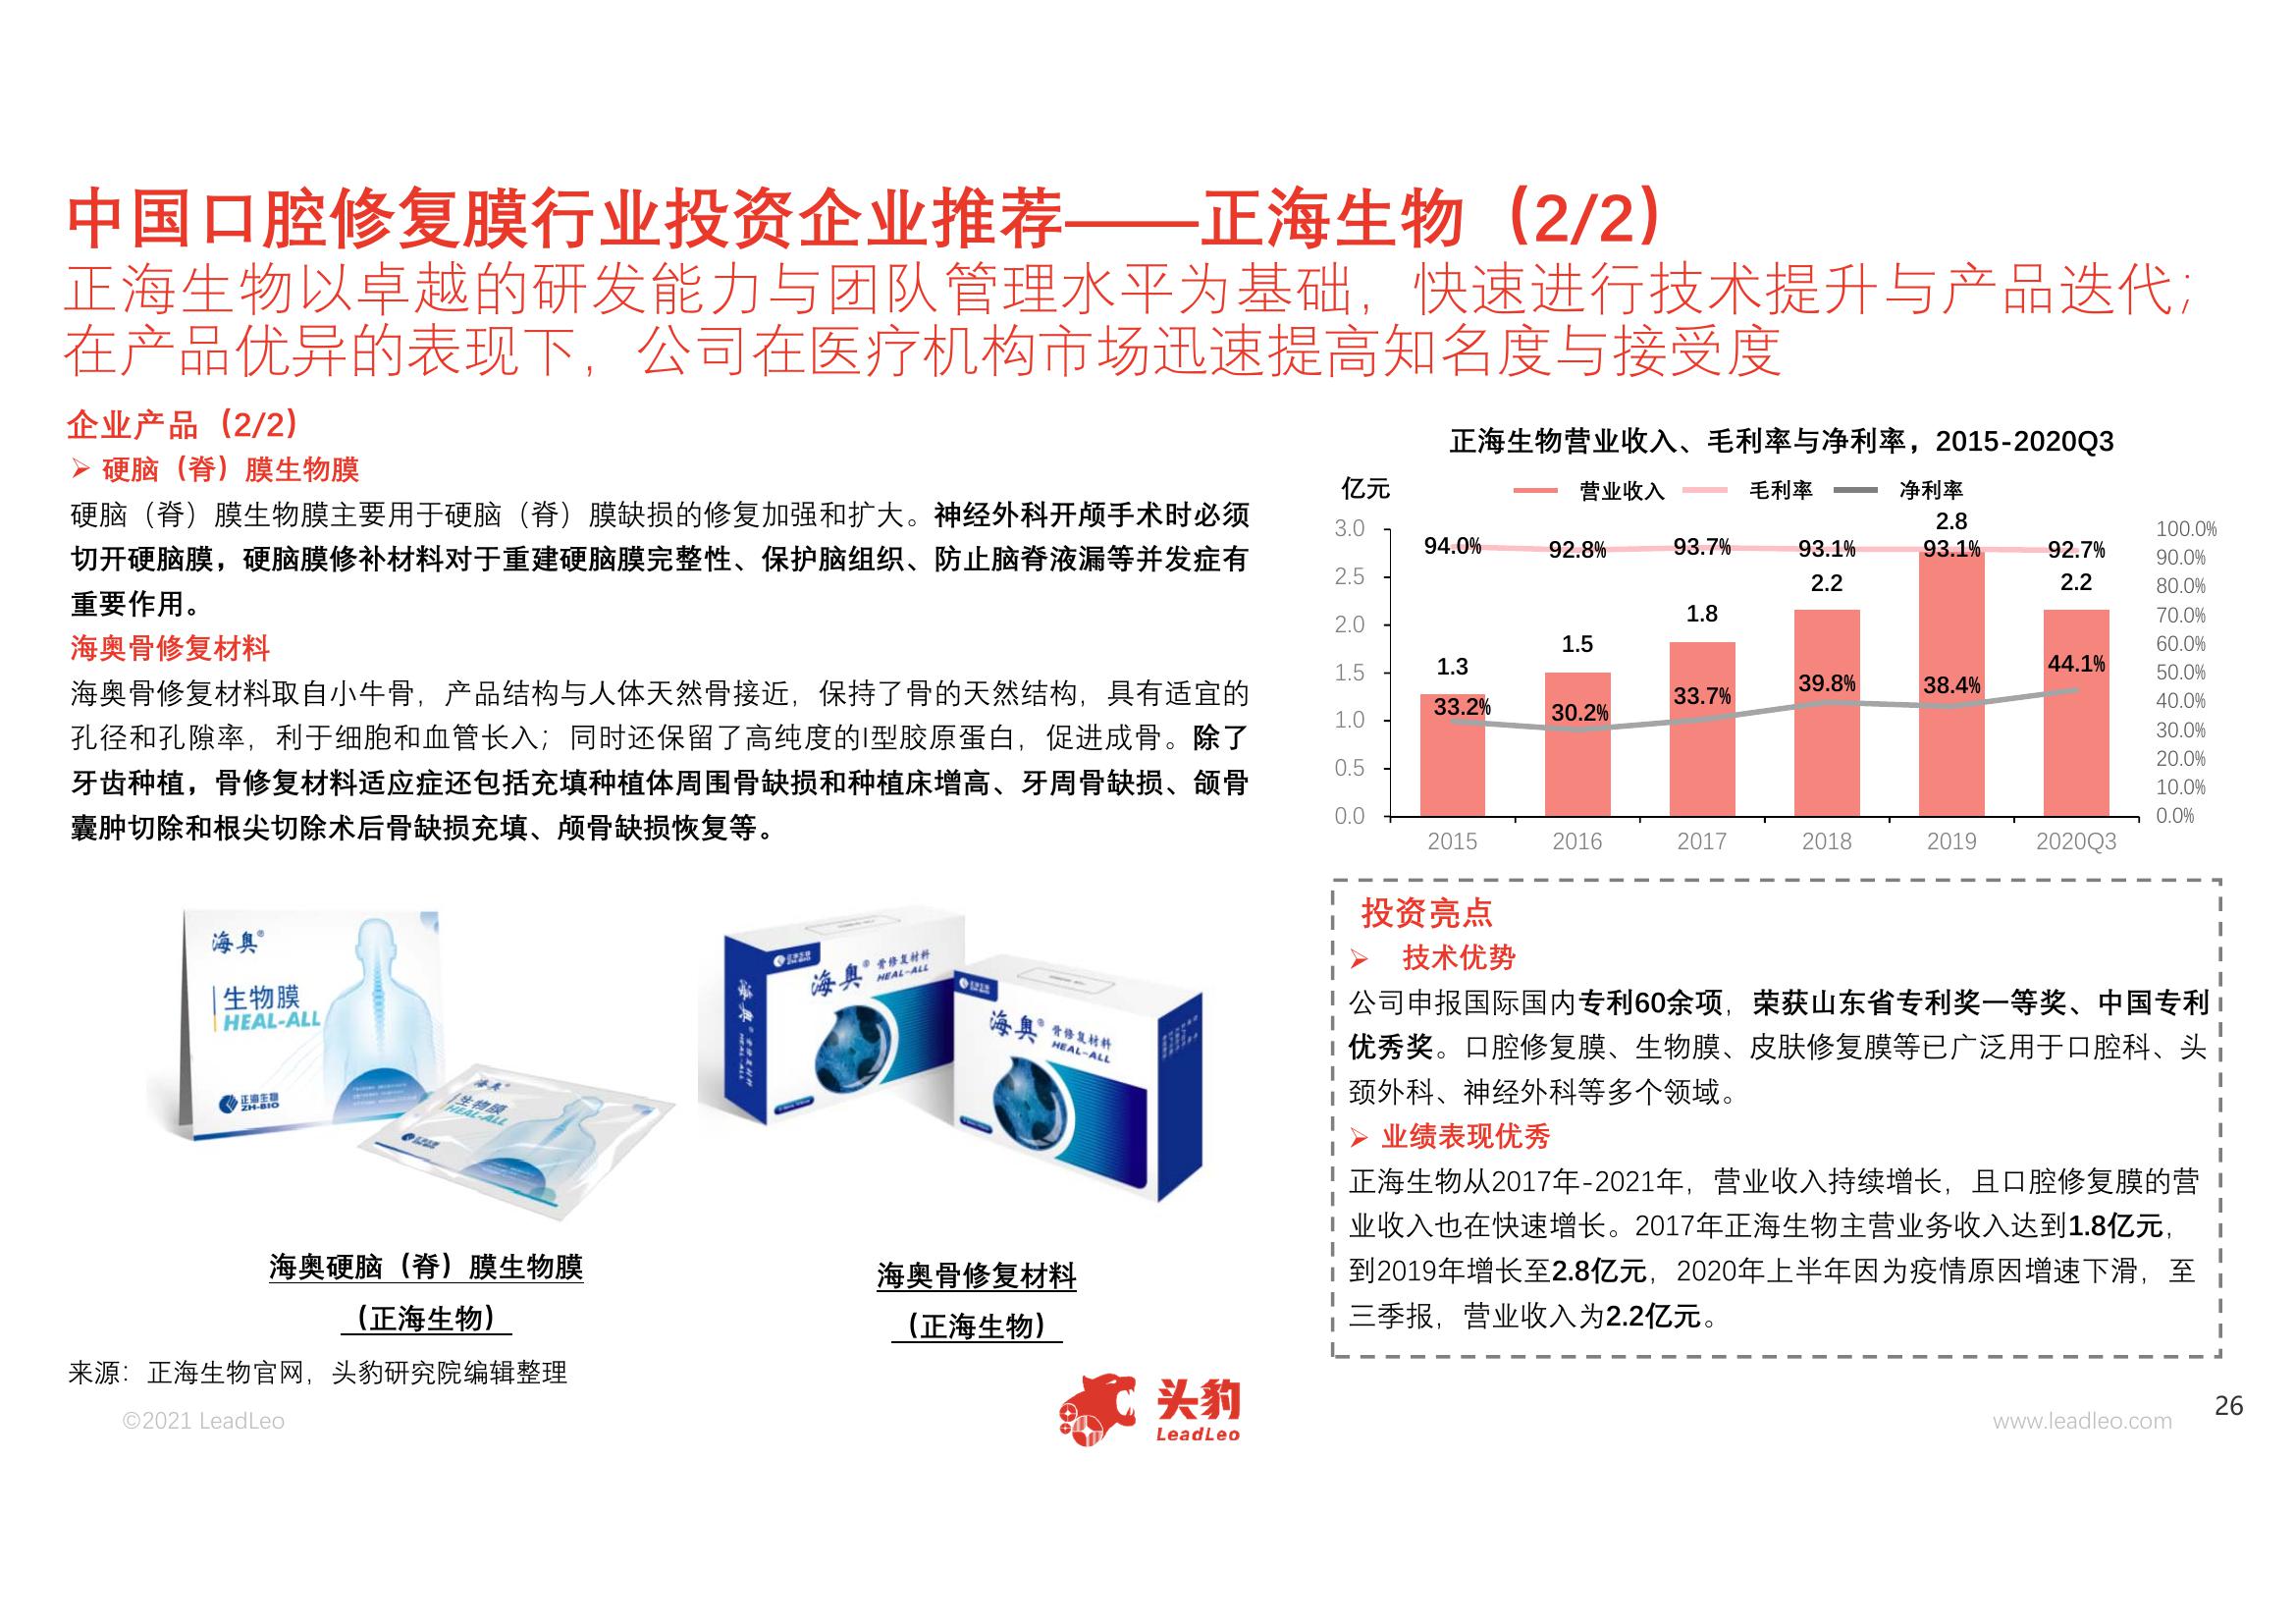 中国口腔修复膜行业投资企业推荐——正海生物（2/2）
正海生物以卓越的研发能力与团队管理水平为基础，快速进行技术提升与产品迭代；
在产品优异的表现下，公司在医疗机构市场迅速提高知名度与接受度
企业产品（2/2）
➢ 硬脑（脊）膜生物膜
硬脑（脊）膜生物膜主要用于硬脑（脊）膜缺损的修复加强和扩大。神经外科开颅手术时必须
切开硬脑膜，硬脑膜修补材料对于重建硬脑膜完整性、保护脑组织、防止脑脊液漏等并发症有
重要作用。
海奥骨修复材料
海奥骨修复材料取自小牛骨，产品结构与人体天然骨接近，保持了骨的天然结构，具有适宜的
孔径和孔隙率，利于细胞和血管长入；同时还保留了高纯度的I型胶原蛋白，促进成骨。除了
牙齿种植，骨修复材料适应症还包括充填种植体周围骨缺损和种植床增高、牙周骨缺损、颌骨
囊肿切除和根尖切除术后骨缺损充填、颅骨缺损恢复等。
海奥®
生物膜
HEAL-ALL
正海生物
ZH-BIO
海奥®
生物膜
HEAL-ALL
正海生物
ZH-BIO
正海生物
ZH-BIO
海奥® 骨修复材料
HEAL-ALL
海奥®
海奥® 骨修复材料
HEAL-ALL
海奥硬脑（脊）膜生物膜
（正海生物）
海奥骨修复材料
（正海生物）
来源：正海生物官网，头豹研究院编辑整理
正海生物营业收入、毛利率与净利率，2015-2020Q3
亿元
营业收入 毛利率 净利率
3.0
2.5
2.0
1.5
1.0
0.5
0.0
94.0% 92.8% 93.7% 93.1% 93.1% 92.7%
1.3 1.5 1.8 2.2 2.8 2.2
33.2% 30.2% 33.7% 39.8% 38.4% 44.1%
100.0%
90.0%
80.0%
70.0%
60.0%
50.0%
40.0%
30.0%
20.0%
10.0%
0.0%
2015 2016 2017 2018 2019 2020Q3
投资亮点
➢ 技术优势
公司申报国际国内专利60余项，荣获山东省专利奖一等奖、中国专利
优秀奖。口腔修复膜、生物膜、皮肤修复膜等已广泛用于口腔科、头
颈外科、神经外科等多个领域。
➢ 业绩表现优秀
正海生物从2017年-2021年，营业收入持续增长，且口腔修复膜的营
业收入也在快速增长。2017年正海生物主营业务收入达到1.8亿元，
到2019年增长至2.8亿元，2020年上半年因为疫情原因增速下滑，至
三季报，营业收入为2.2亿元。
©2021 LeadLeo
头豹
LeadLeo
www.leadleo.com
26